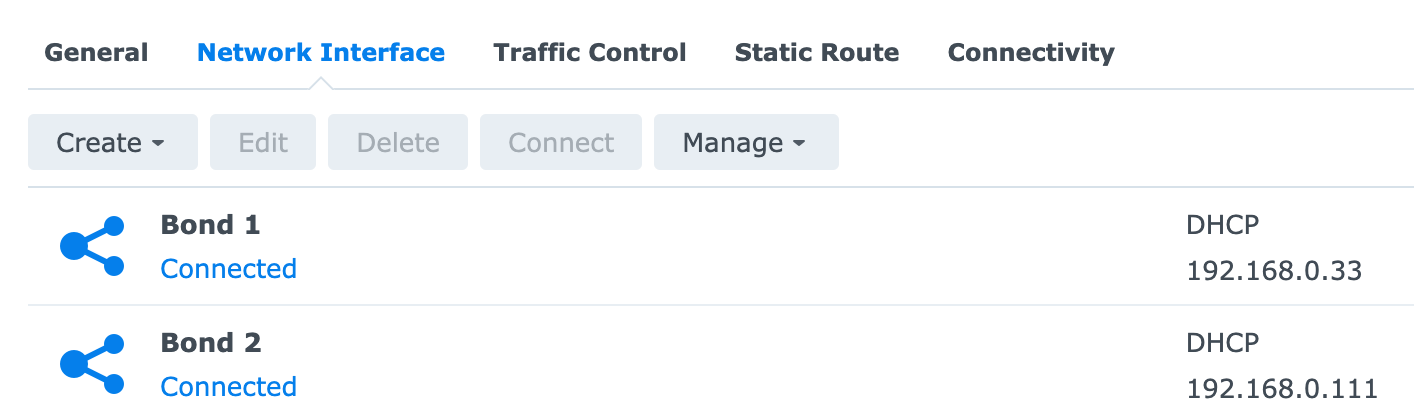 General Network Interface Traffic Control Static Route Connectivity
Create Edit Delete Connect Manage
Bond 1 DHCP
Connected 192.168.0.33
Bond 2 DHCP
Connected 192.168.0.111